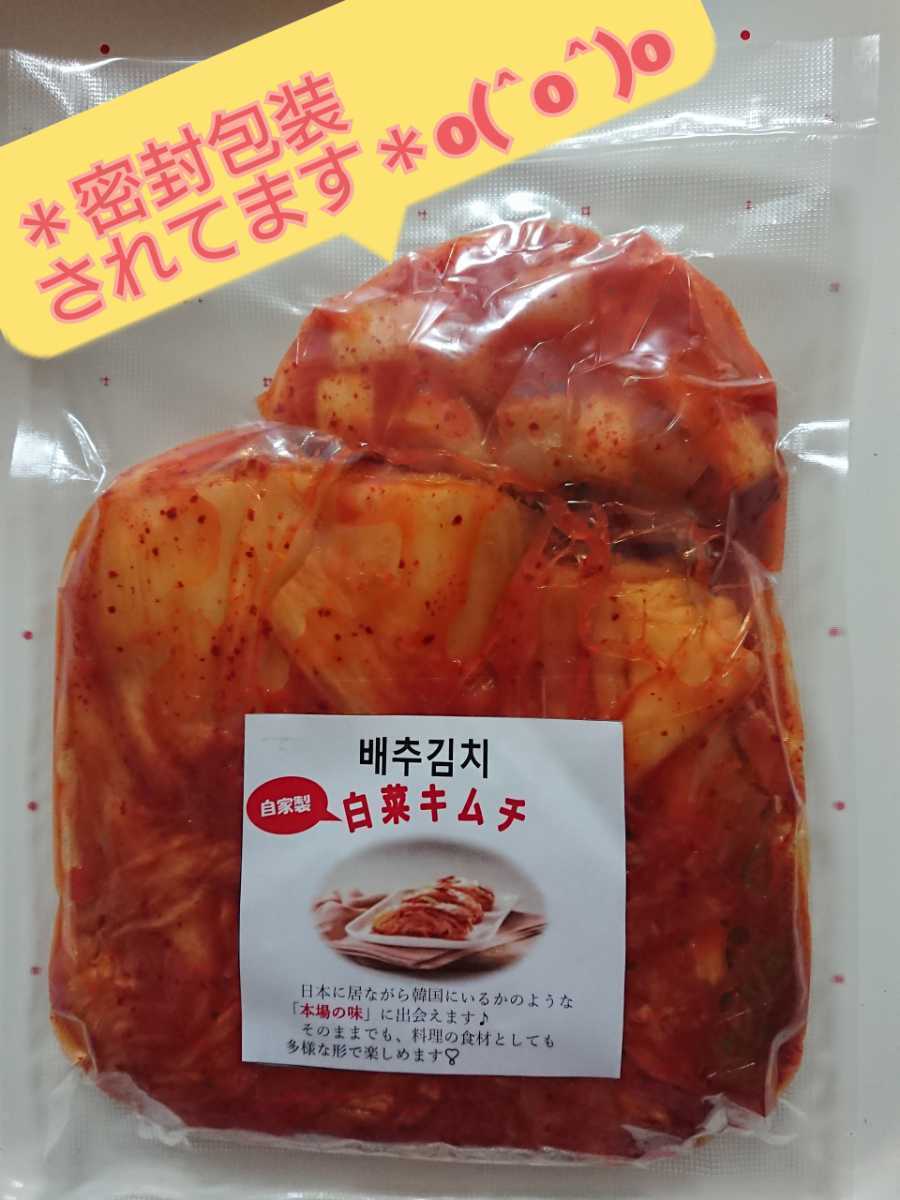 ＊密封包装
されてます＊o(^o^)o
배추김치
自家製
白菜キムチ
日本に居ながら韓国にいるかのような
「本場の味」に出会えます♪
そのままでも、料理の食材としても
多様な形で楽しめます♡